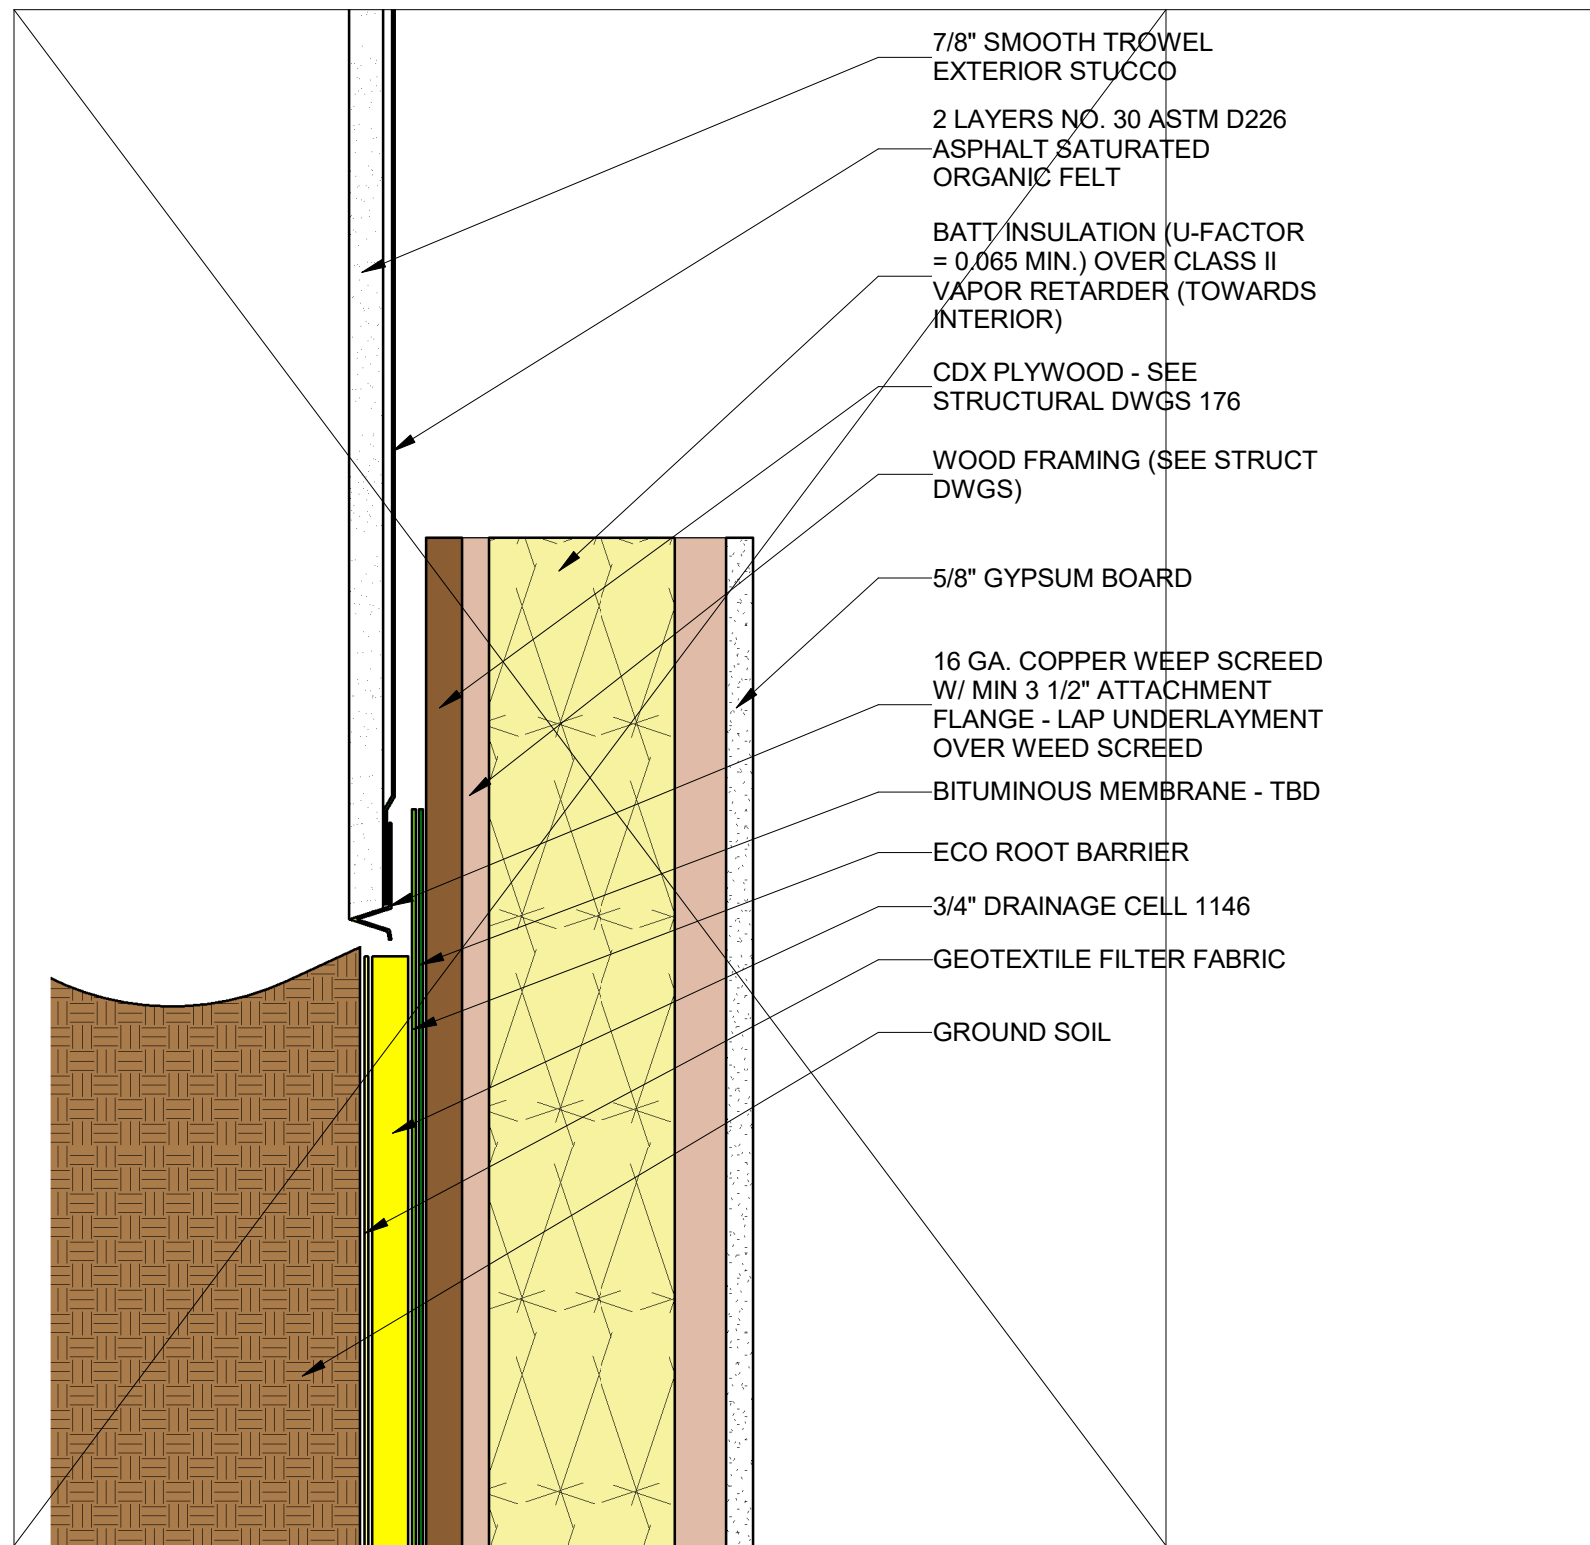 7/8" SMOOTH TROWEL
EXTERIOR STUCCO
2 LAYERS NO. 30 ASTM D226
ASPHALT SATURATED
ORGANIC FELT
BATT INSULATION (U-FACTOR
= 0.065 MIN.) OVER CLASS II
VAPOR RETARDER (TOWARDS
INTERIOR)
CDX PLYWOOD - SEE
STRUCTURAL DWGS 176
WOOD FRAMING (SEE STRUCT
DWGS)
5/8" GYPSUM BOARD
16 GA. COPPER WEEP SCREED
W/ MIN 3 1/2" ATTACHMENT
FLANGE - LAP UNDERLAYMENT
OVER WEED SCREED
BITUMINOUS MEMBRANE - TBD
ECO ROOT BARRIER
3/4" DRAINAGE CELL 1146
GEOTEXTILE FILTER FABRIC
GROUND SOIL